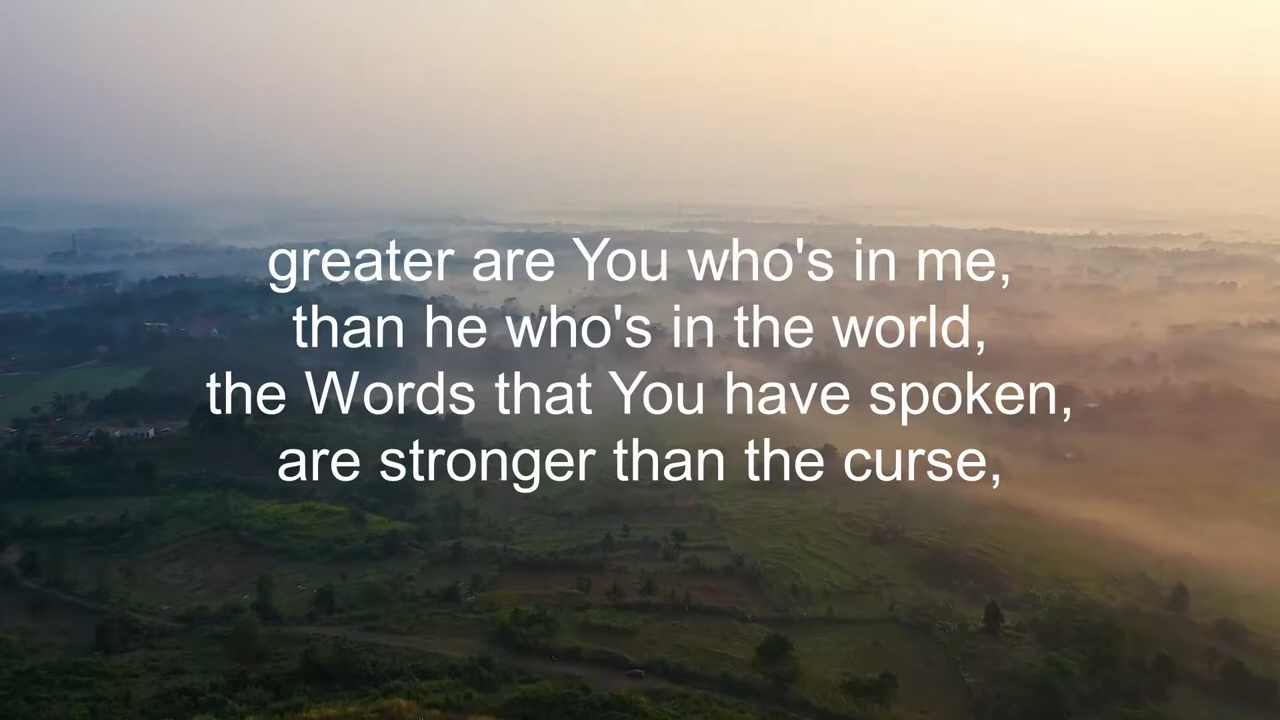 greater are You who's in me,
than he who's in the world,
the Words that You have spoken,
are stronger than the curse,